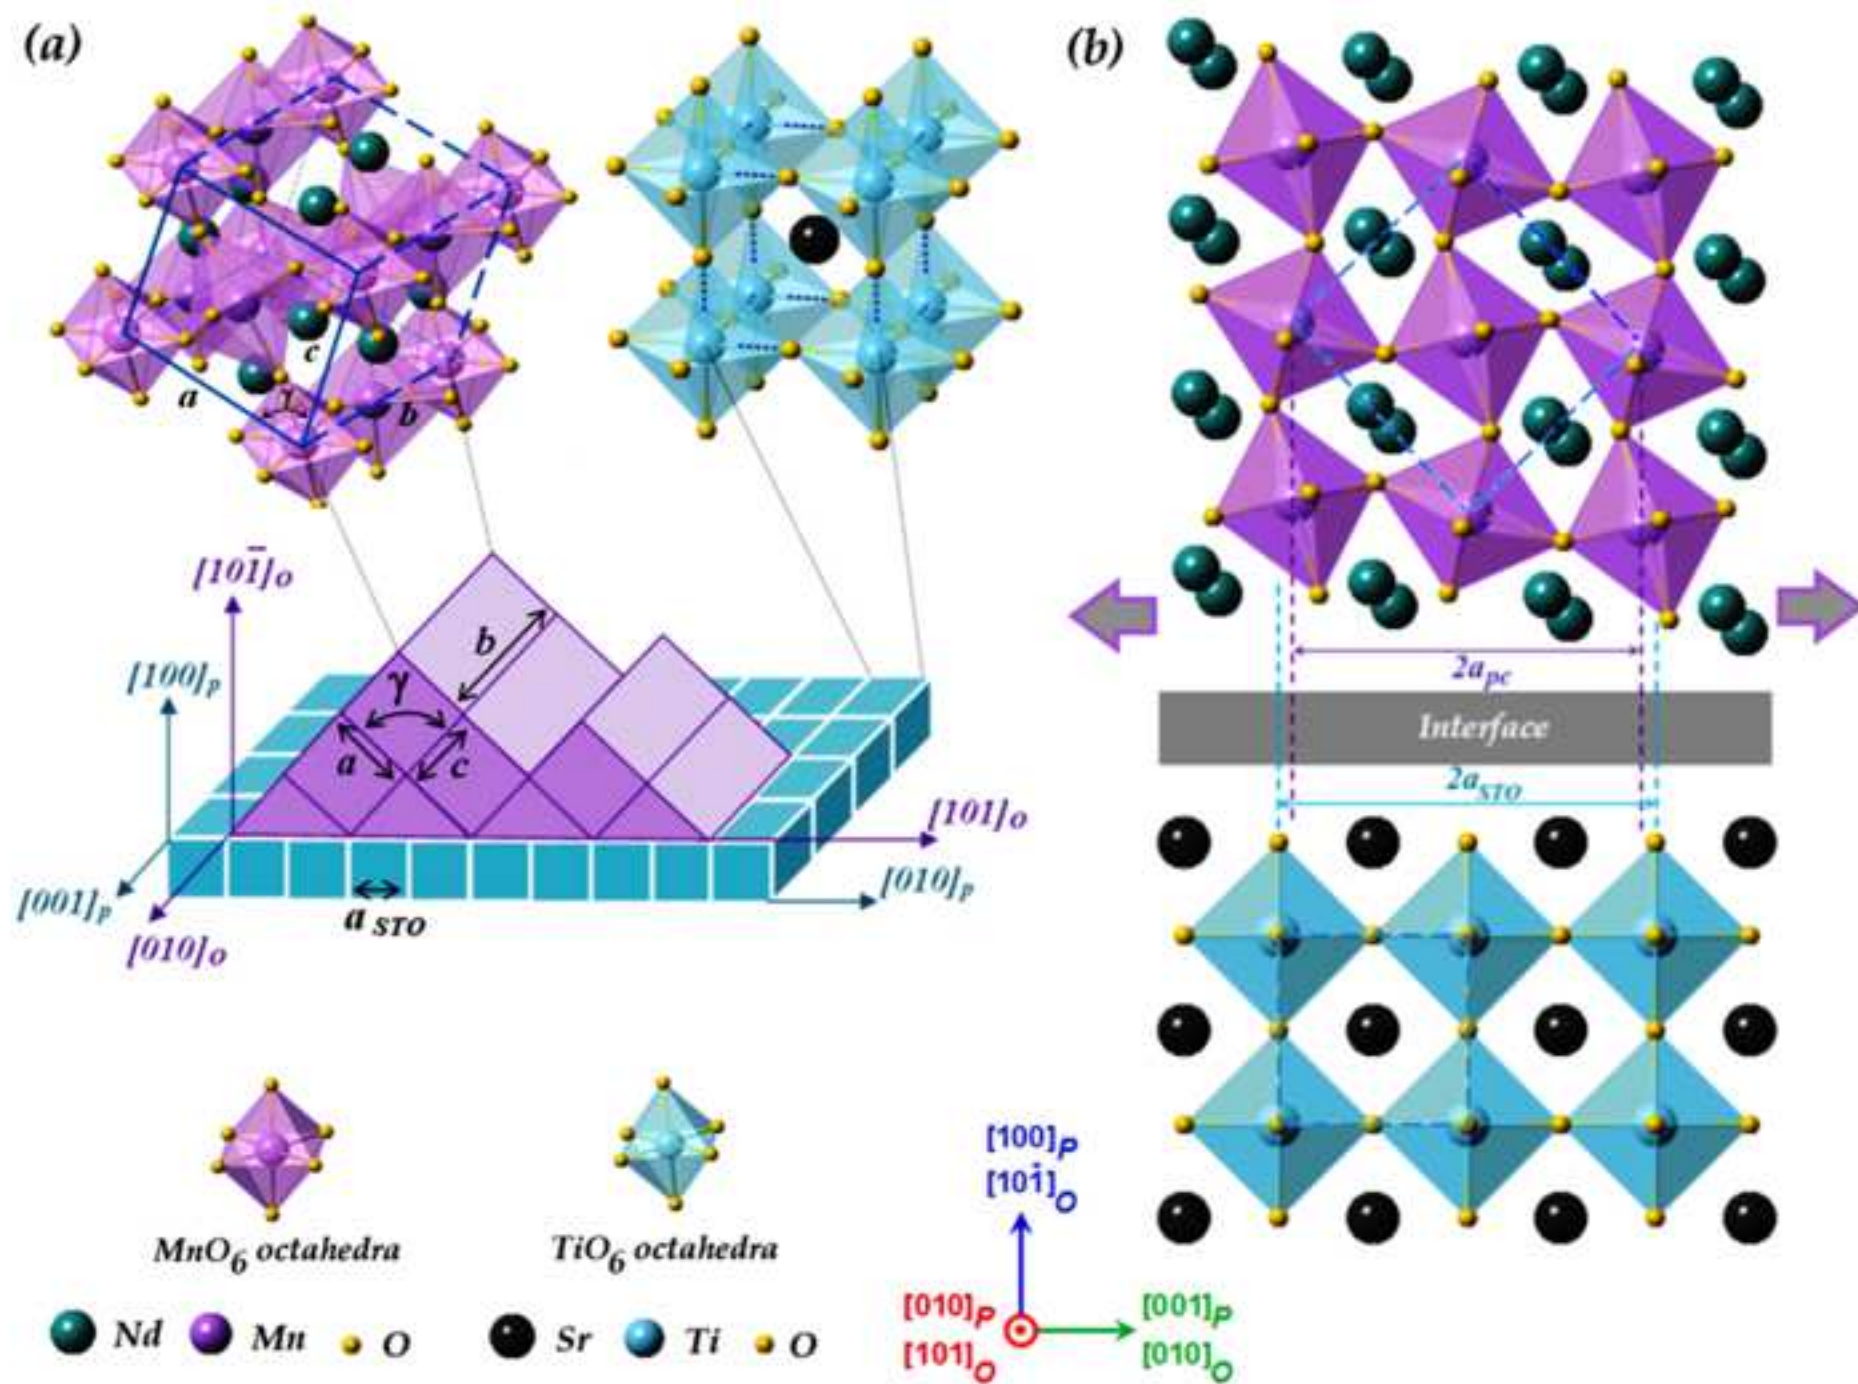 (a)
(b)
a
c
γ
b
[101̄]O
[100]p
b
γ
a
c
[101]O
[010]p
[001]p
[010]O
a STO
2apc
Interface
2aSTO
MnO6 octahedra
TiO6 octahedra
Nd
Mn
O
Sr
Ti
O
[100]P
[101̄]O
[010]P
[101]O
[001]P
[010]O